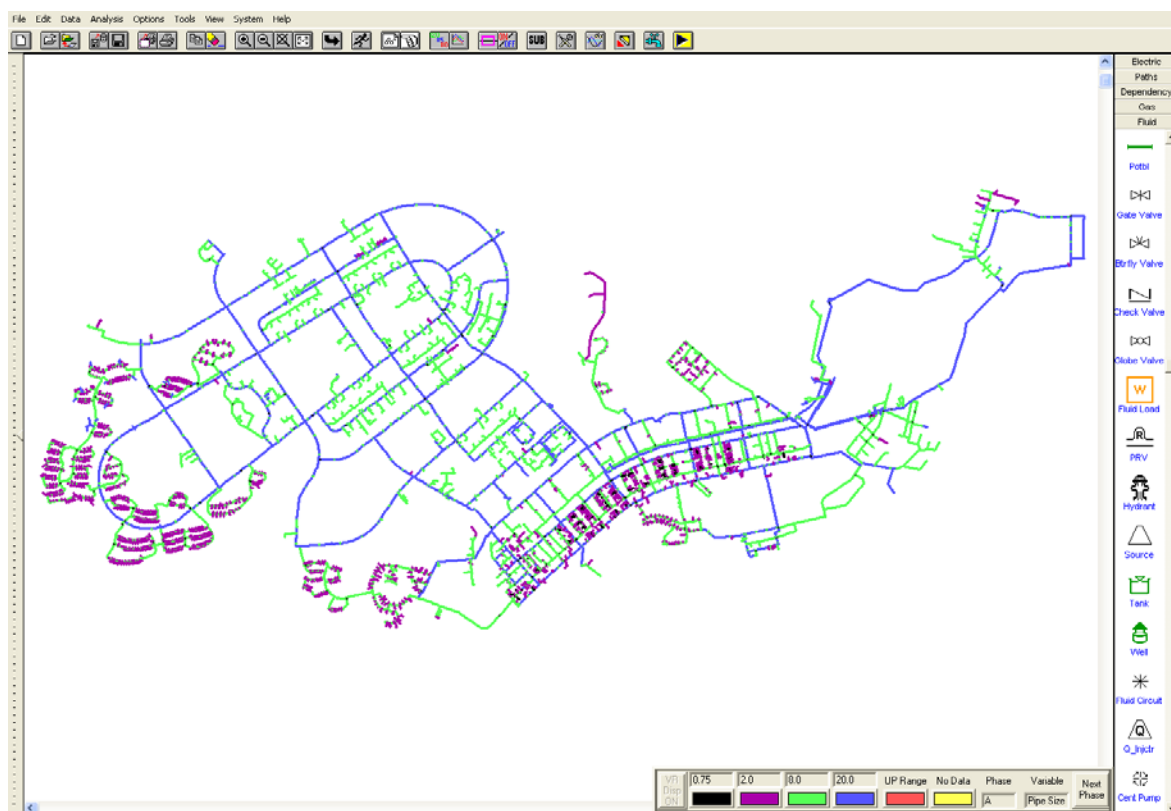 File Edit Data Analysis Options Tools View System Help
SUB
Electric
Paths
Dependency
Gas
Fluid
Potbl
Gate Valve
Btrfly Valve
Check Valve
Globe Valve
W
Fluid Load
R
PRV
Hydrant
Source
Tank
Well
Fluid Circuit
Q
Q_Injctr
Cent Pump
VR Disp ON
0.75 2.0 8.0 20.0 UP Range No Data Phase Variable
A Pipe Size
Next Phase